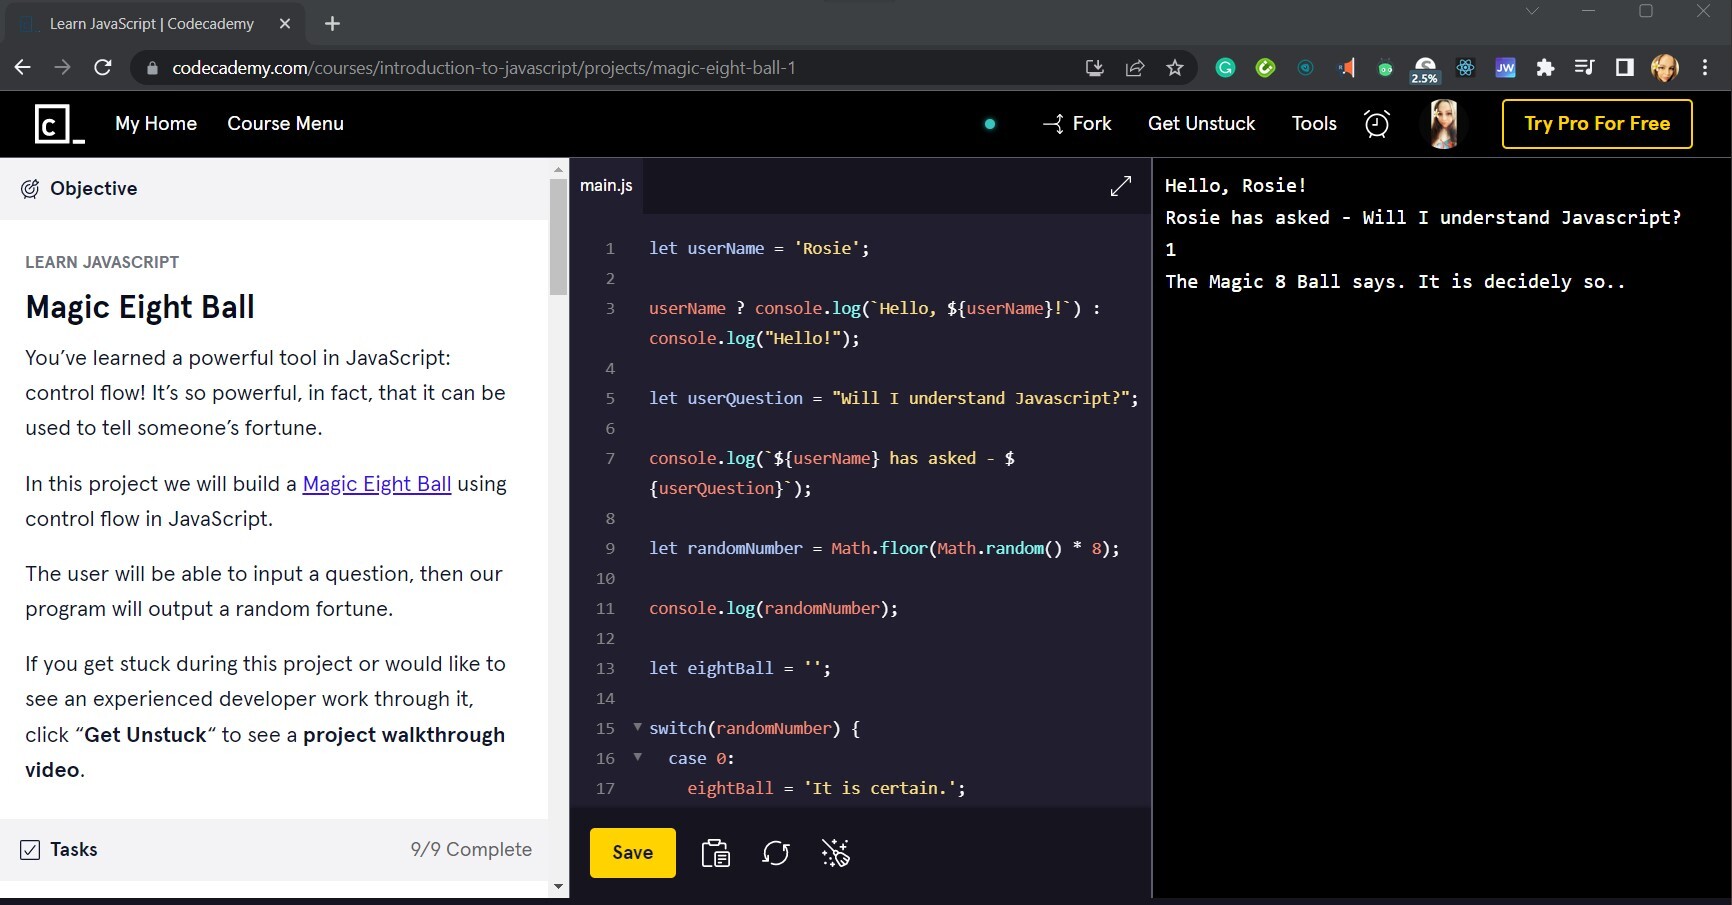 Learn JavaScript | Codecademy
codecademy.com/courses/introduction-to-javascript/projects/magic-eight-ball-1
2.5%
JW
c_
My Home
Course Menu
Fork
Get Unstuck
Tools
Try Pro For Free
Objective
LEARN JAVASCRIPT
Magic Eight Ball
You’ve learned a powerful tool in JavaScript:
control flow! It’s so powerful, in fact, that it can be
used to tell someone’s fortune.
In this project we will build a Magic Eight Ball using
control flow in JavaScript.
The user will be able to input a question, then our
program will output a random fortune.
If you get stuck during this project or would like to
see an experienced developer work through it,
click “Get Unstuck“ to see a project walkthrough
video.
Tasks
9/9 Complete
main.js
1 let userName = 'Rosie';
2
3 userName ? console.log(`Hello, ${userName}!`) :
console.log("Hello!");
4
5 let userQuestion = "Will I understand Javascript?";
6
7 console.log(`${userName} has asked - $
{userQuestion}`);
8
9 let randomNumber = Math.floor(Math.random() * 8);
10
11 console.log(randomNumber);
12
13 let eightBall = '';
14
15 switch(randomNumber) {
16 case 0:
17 eightBall = 'It is certain.';
Save
Hello, Rosie!
Rosie has asked - Will I understand Javascript?
1
The Magic 8 Ball says. It is decidely so..